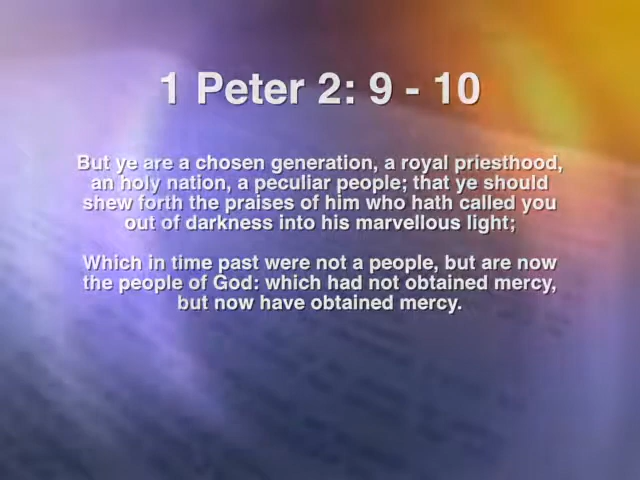 1 Peter 2: 9 - 10
But ye are a chosen generation, a royal priesthood,
an holy nation, a peculiar people; that ye should
shew forth the praises of him who hath called you
out of darkness into his marvellous light;
Which in time past were not a people, but are now
the people of God: which had not obtained mercy,
but now have obtained mercy.